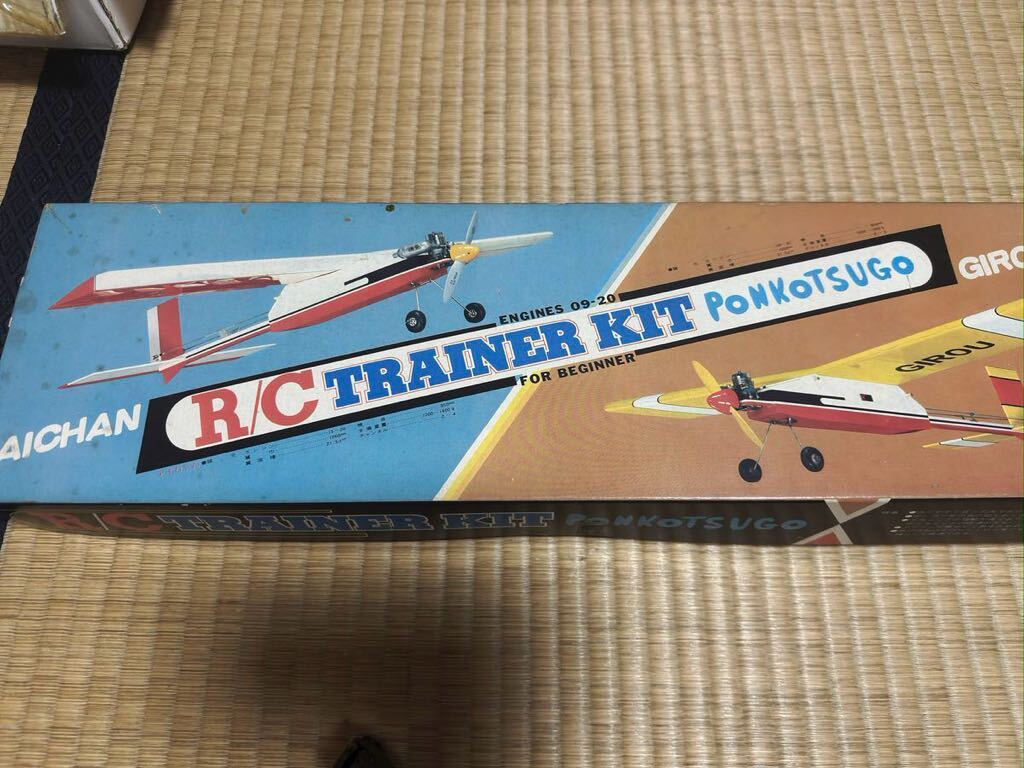 AICHAN
ENGINES 09-20
R/C TRAINER KIT PONKOTSUGO
FOR BEGINNER
GIRO
GIROU
R/C TRAINER KIT PONKOTSUGO